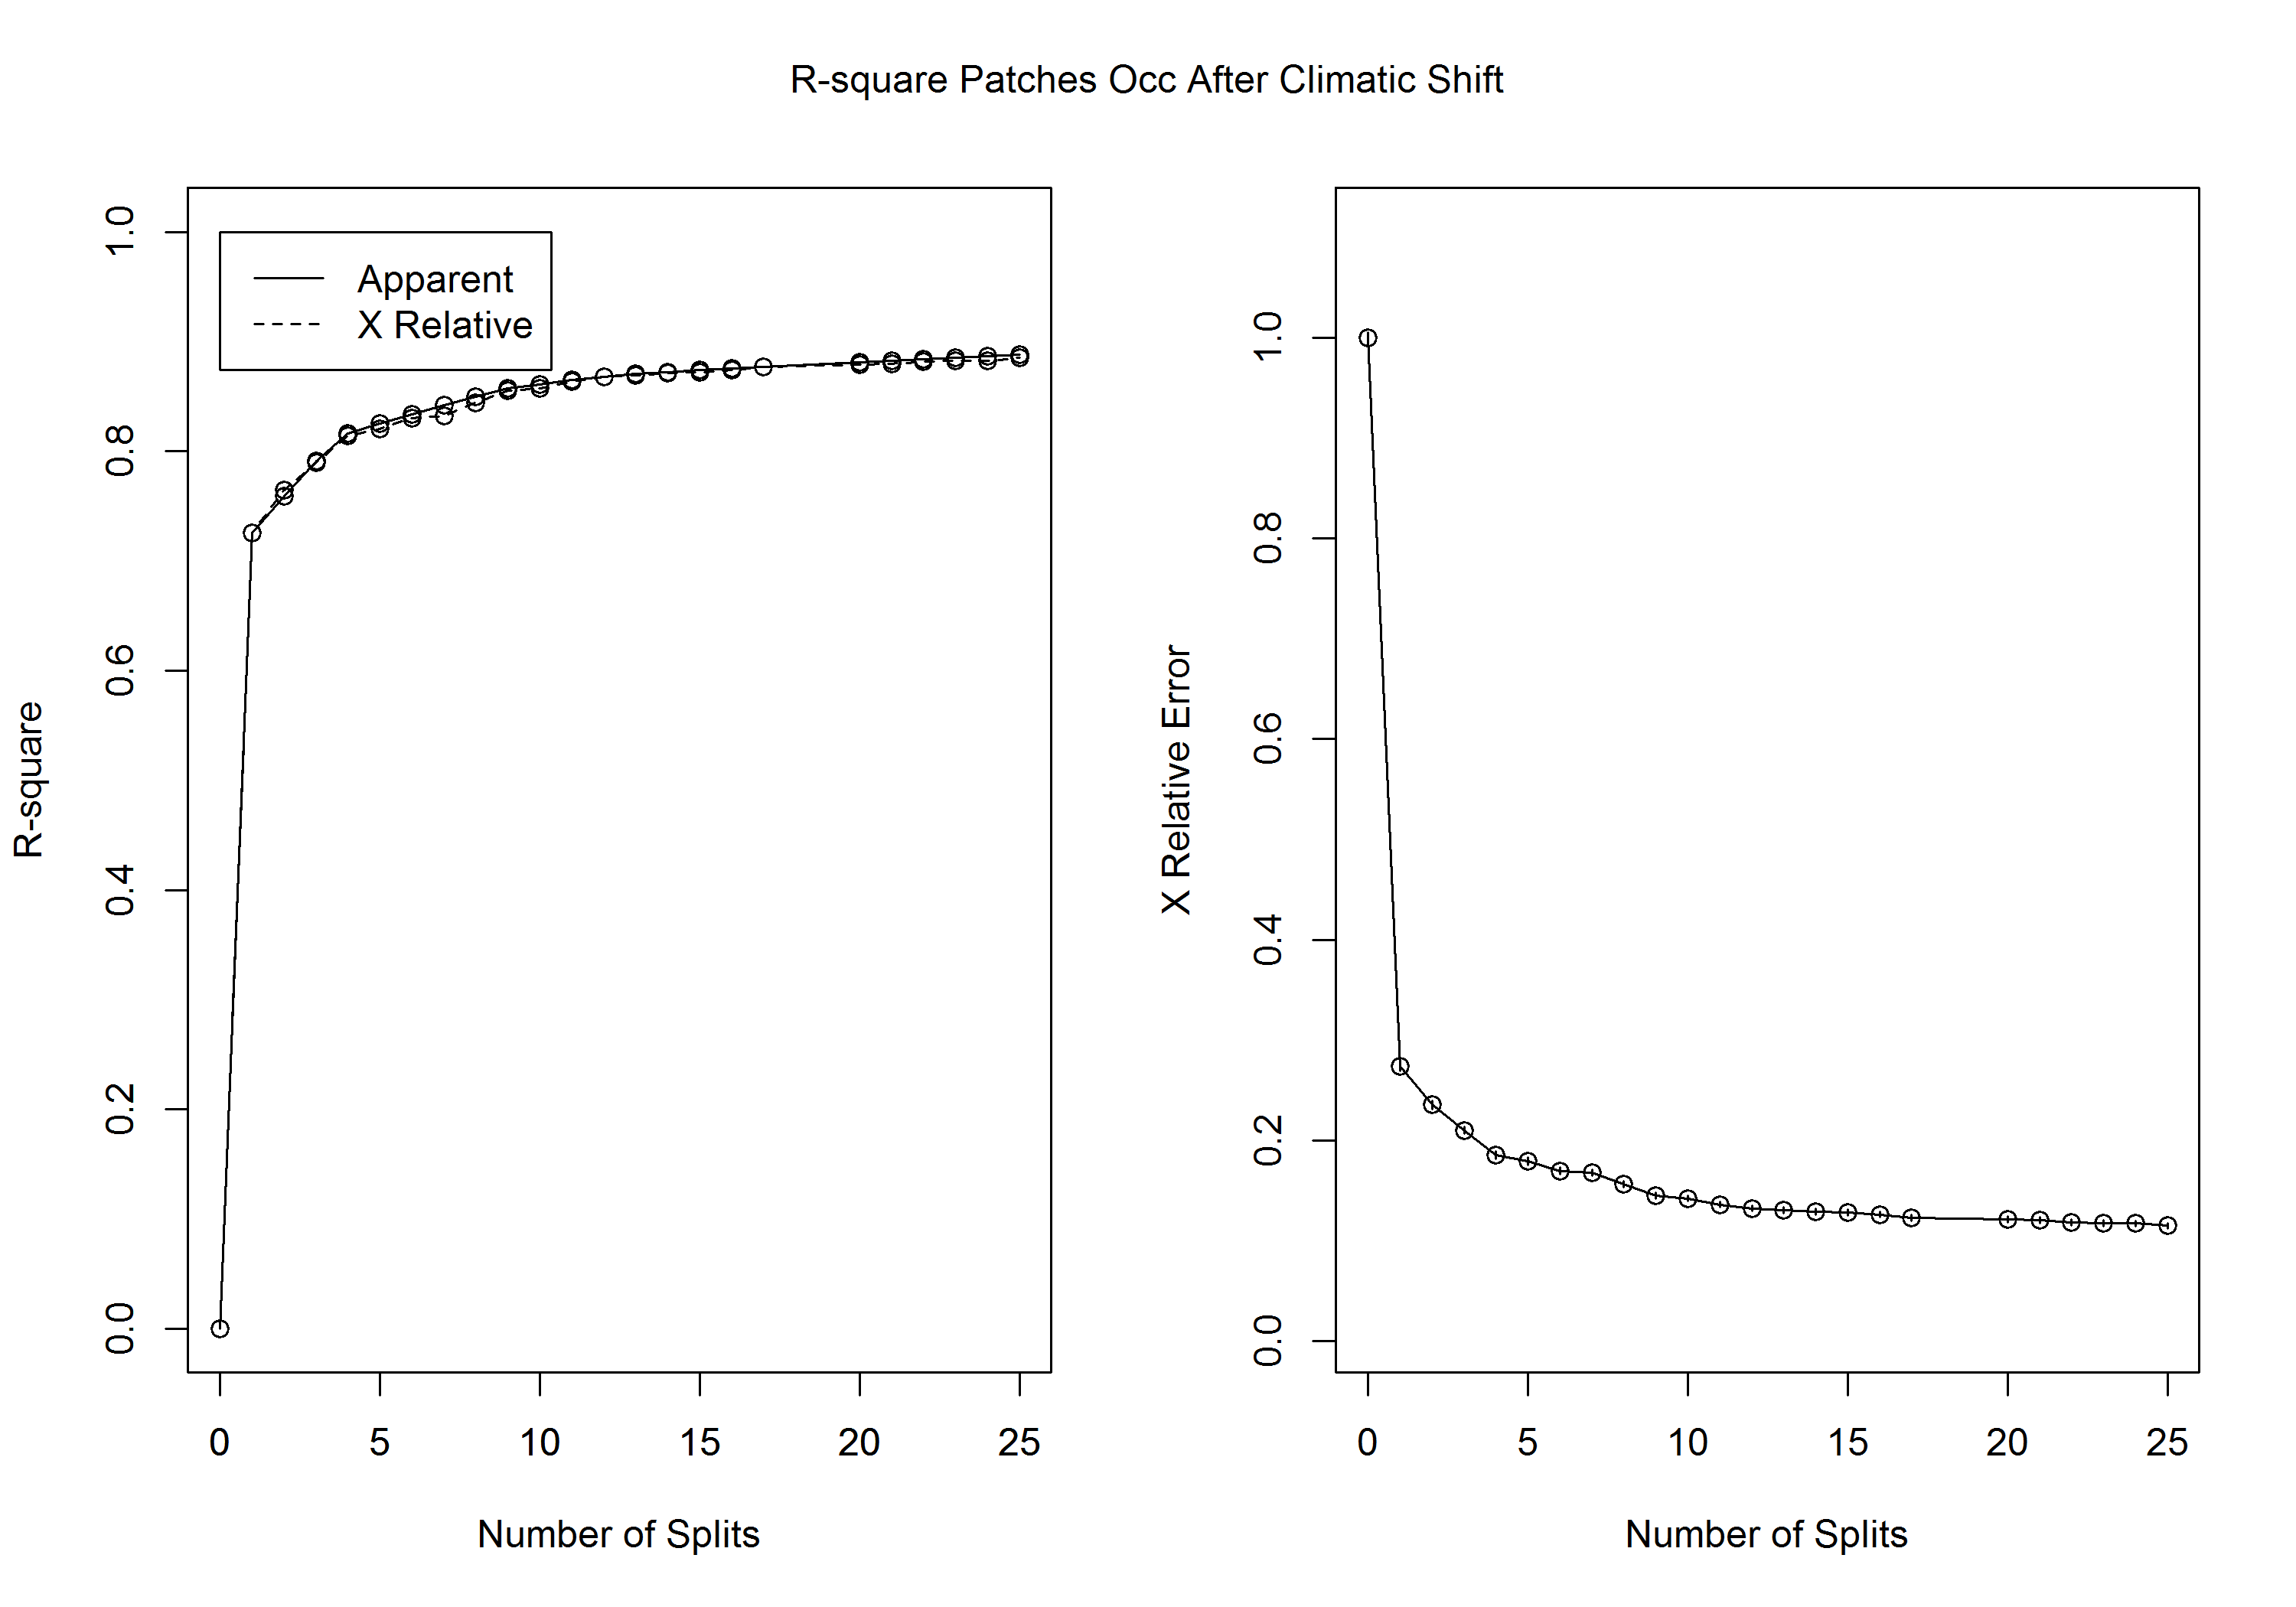 R-square Patches Occ After Climatic Shift
R-square
1.0
0.8
0.6
0.4
0.2
0.0
Apparent
X Relative
0 5 10 15 20 25
Number of Splits
X Relative Error
1.0
0.8
0.6
0.4
0.2
0.0
0 5 10 15 20 25
Number of Splits